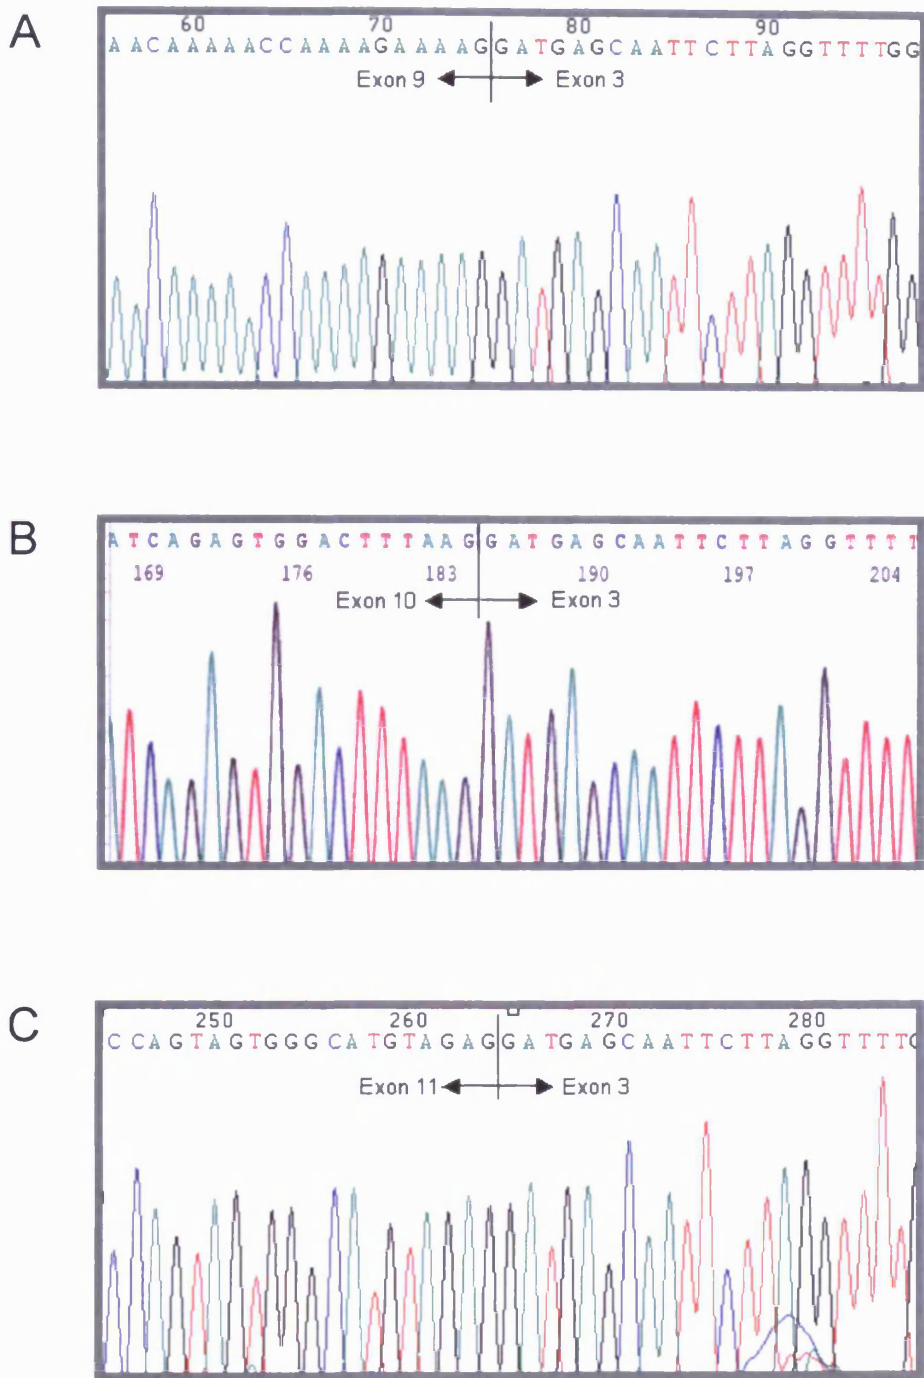 A
60 70 80 90
AACAAAAACCAAAAGAAAAGGATGAGCAATTCTTAGGTTTTGG
Exon 9 Exon 3
B
ATCAGAGTGGACTTTAAGGATGAGCAATTCTTAGGTTTT
169 176 183 190 197 204
Exon 10 Exon 3
C
250 260 270 280
CCAGTAGTGGGCATGTAGAGGATGAGCAATTCTTAGGTTTTG
Exon 11 Exon 3